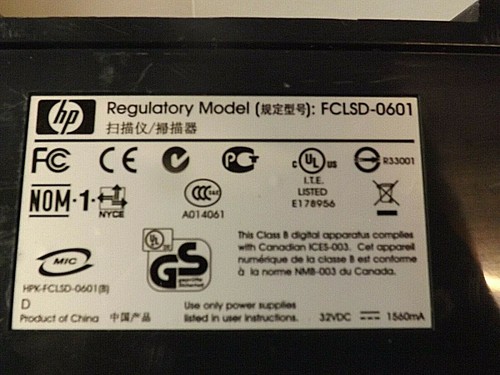 hp Regulatory Model (规定型号): FCLSD-0601
扫描仪/掃描器
FC CE UL US R33001
I.T.E.
LISTED
E178956
NOM·1· NYCE
CCC
A014061
MIC
HPK-FCLSD-0601(B)
UL
GS
This Class B digital apparatus complies
with Canadian ICES-003. Cet appareil
numérique de la classe B est conforme
à la norme NMB-003 du Canada.
D
Product of China 中国产品
Use only power supplies
listed in user instructions. 32VDC 1560mA